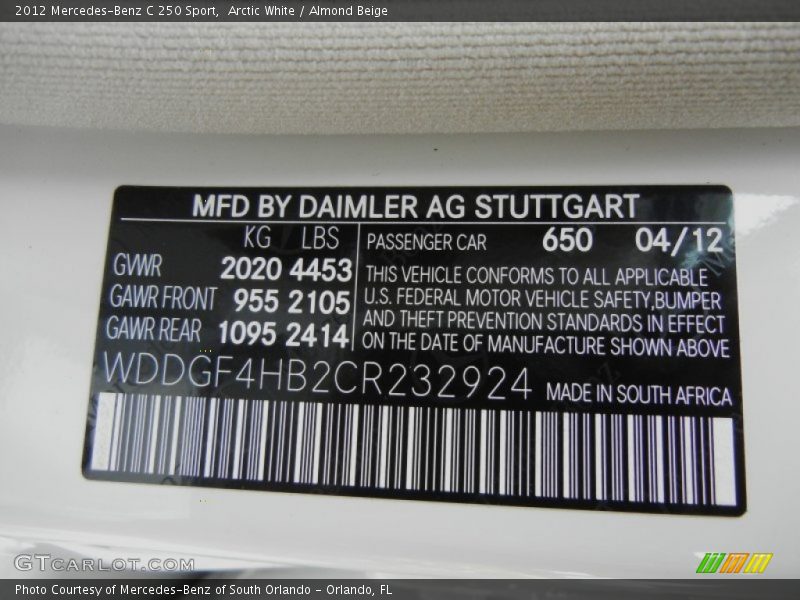 2012 Mercedes-Benz C 250 Sport, Arctic White / Almond Beige
MFD BY DAIMLER AG STUTTGART
KG LBS
GWR 2020 4453
GAWR FRONT 955 2105
GAWR REAR 1095 2414
PASSENGER CAR 650 04/12
THIS VEHICLE CONFORMS TO ALL APPLICABLE
U.S. FEDERAL MOTOR VEHICLE SAFETY,BUMPER
AND THEFT PREVENTION STANDARDS IN EFFECT
ON THE DATE OF MANUFACTURE SHOWN ABOVE
WDDGF4HB2CR232924 MADE IN SOUTH AFRICA
GTCarLot.com
Photo Courtesy of Mercedes-Benz of South Orlando - Orlando, FL